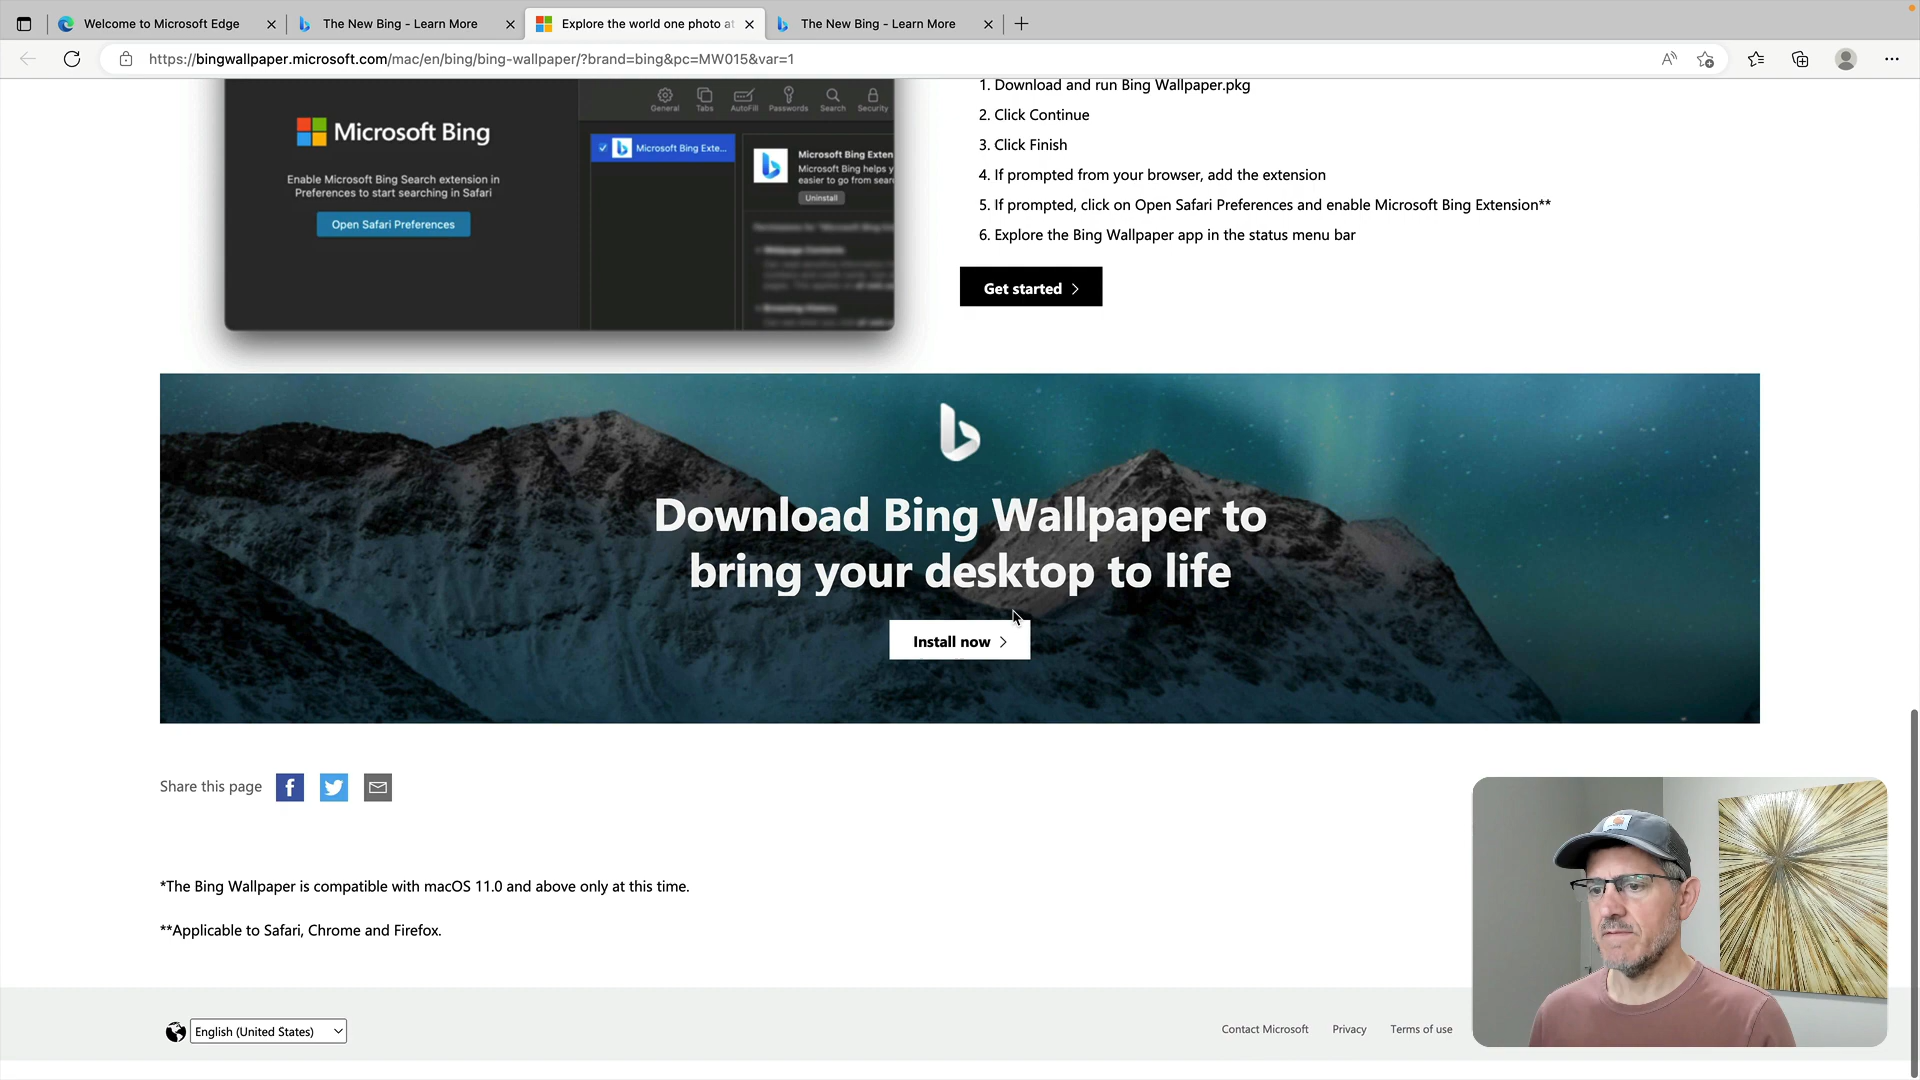 Welcome to Microsoft Edge
The New Bing - Learn More
Explore the world one photo at
The New Bing - Learn More
https://bingwallpaper.microsoft.com/mac/en/bing/bing-wallpaper/?brand=bing&pc=MW015&var=1
General Tabs AutoFill Passwords Search Security
Microsoft Bing
Enable Microsoft Bing Search extension in
Preferences to start searching in Safari
Open Safari Preferences
Microsoft Bing Exte...
Microsoft Bing Exten
Microsoft Bing helps y
easier to go from sear
Uninstall
1. Download and run Bing Wallpaper.pkg
2. Click Continue
3. Click Finish
4. If prompted from your browser, add the extension
5. If prompted, click on Open Safari Preferences and enable Microsoft Bing Extension**
6. Explore the Bing Wallpaper app in the status menu bar
Get started
Download Bing Wallpaper to
bring your desktop to life
Install now
Share this page
*The Bing Wallpaper is compatible with macOS 11.0 and above only at this time.
**Applicable to Safari, Chrome and Firefox.
English (United States)
Contact Microsoft Privacy Terms of use